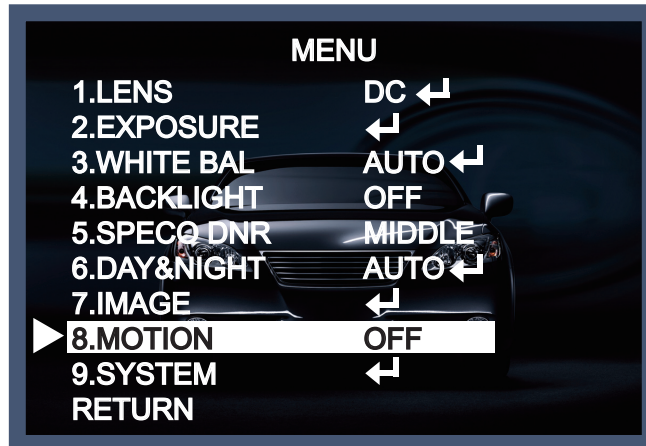 MENU
1.LENS DC ↵
2.EXPOSURE ↵
3.WHITE BAL AUTO ↵
4.BACKLIGHT OFF
5.SPECO DNR MIDDLE
6.DAY&NIGHT AUTO ↵
7.IMAGE ↵
8.MOTION OFF
9.SYSTEM ↵
RETURN